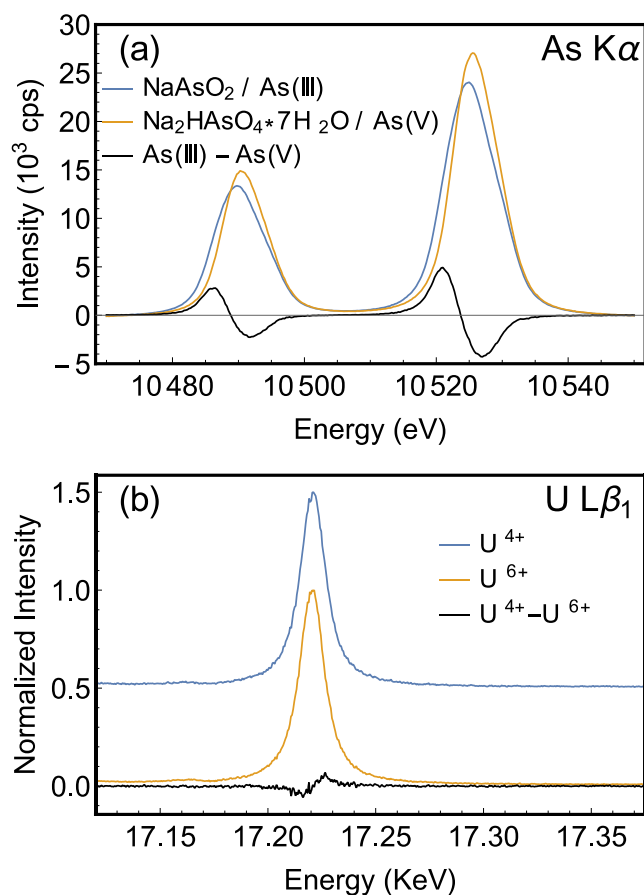 (a)
As Kα
NaAsO₂ / As(III)
Na₂HAsO₄*7H ₂O / As(V)
As(III) – As(V)
30
25
20
15
10
5
0
–5
Intensity (10³ cps)
10 480
10 500
10 520
10 540
Energy (eV)
(b)
U Lβ₁
U ⁴⁺
U ⁶⁺
U ⁴⁺–U ⁶⁺
1.5
1.0
0.5
0.0
Normalized Intensity
17.15
17.20
17.25
17.30
17.35
Energy (KeV)